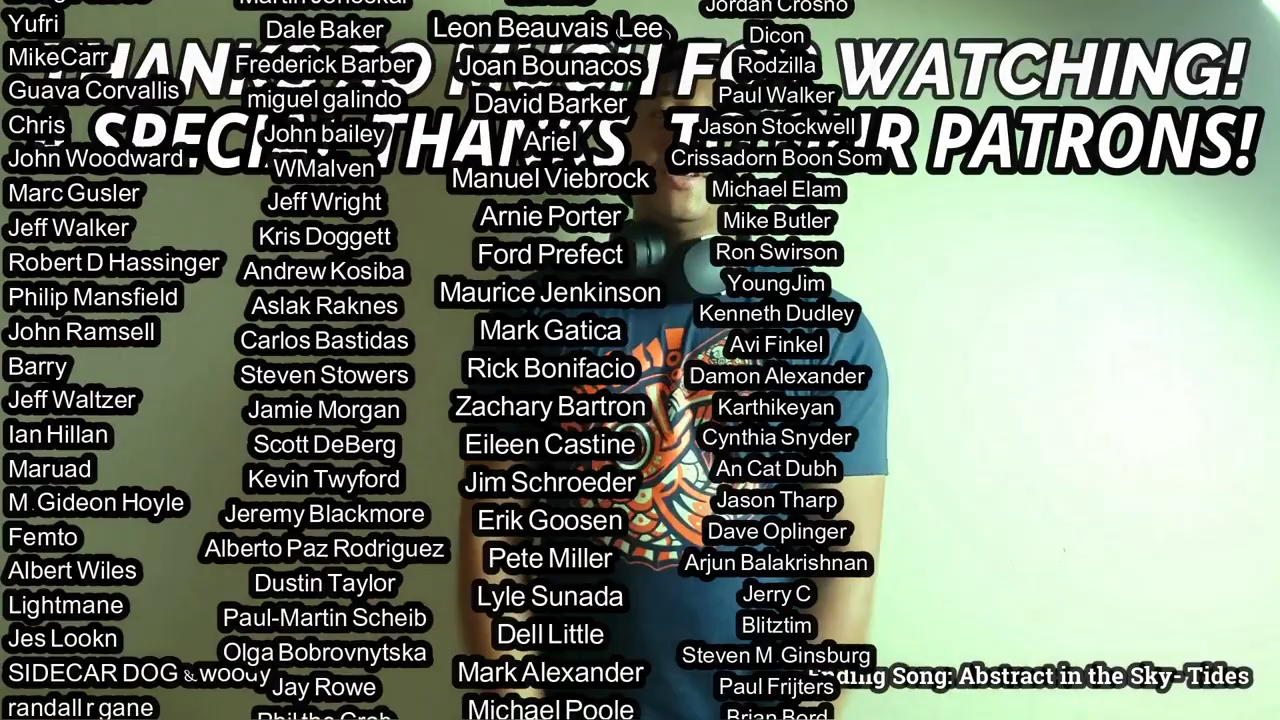 THANKS SO MUCH FOR WATCHING!
SPECIAL THANKS TO OUR PATRONS!
Yufri
MikeCarr
Guava Corvallis
Chris
John Woodward
Marc Gusler
Jeff Walker
Robert D Hassinger
Philip Mansfield
John Ramsell
Barry
Jeff Waltzer
Ian Hillan
Maruad
M.Gideon Hoyle
Femto
Albert Wiles
Lightmane
Jes Lookn
SIDECAR DOG & woody
randall r gane
Dale Baker
Frederick Barber
miguel galindo
John bailey
WMalven
Jeff Wright
Kris Doggett
Andrew Kosiba
Aslak Raknes
Carlos Bastidas
Steven Stowers
Jamie Morgan
Scott DeBerg
Kevin Twyford
Jeremy Blackmore
Alberto Paz Rodriguez
Dustin Taylor
Paul-Martin Scheib
Olga Bobrovnytska
Jay Rowe
Leon Beauvais Lee
Joan Bounacos
David Barker
Ariel
Manuel Viebrock
Arnie Porter
Ford Prefect
Maurice Jenkinson
Mark Gatica
Rick Bonifacio
Zachary Bartron
Eileen Castine
Jim Schroeder
Erik Goosen
Pete Miller
Lyle Sunada
Dell Little
Mark Alexander
Michael Poole
Jordan Crosho
Dicon
Rodzilla
Paul Walker
Jason Stockwell
Crissadorn Boon Som
Michael Elam
Mike Butler
Ron Swirson
YoungJim
Kenneth Dudley
Avi Finkel
Damon Alexander
Karthikeyan
Cynthia Snyder
An Cat Dubh
Jason Tharp
Dave Oplinger
Arjun Balakrishnan
Jerry C
Blitztim
Steven M.Ginsburg
Paul Frijters
Ending Song: Abstract in the Sky- Tides